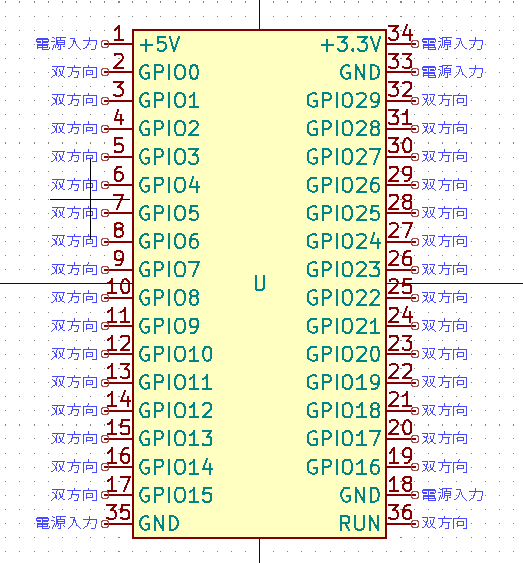 電源入力 1 +5V +3.3V 34 電源入力
双方向 2 GPIO0 GND 33 電源入力
双方向 3 GPIO1 GPIO29 32 双方向
双方向 4 GPIO2 GPIO28 31 双方向
双方向 5 GPIO3 GPIO27 30 双方向
双方向 6 GPIO4 GPIO26 29 双方向
双方向 7 GPIO5 GPIO25 28 双方向
双方向 8 GPIO6 GPIO24 27 双方向
双方向 9 GPIO7 GPIO23 26 双方向
U
双方向 10 GPIO8 GPIO22 25 双方向
双方向 11 GPIO9 GPIO21 24 双方向
双方向 12 GPIO10 GPIO20 23 双方向
双方向 13 GPIO11 GPIO19 22 双方向
双方向 14 GPIO12 GPIO18 21 双方向
双方向 15 GPIO13 GPIO17 20 双方向
双方向 16 GPIO14 GPIO16 19 双方向
双方向 17 GPIO15 GND 18 電源入力
電源入力 35 GND RUN 36 双方向